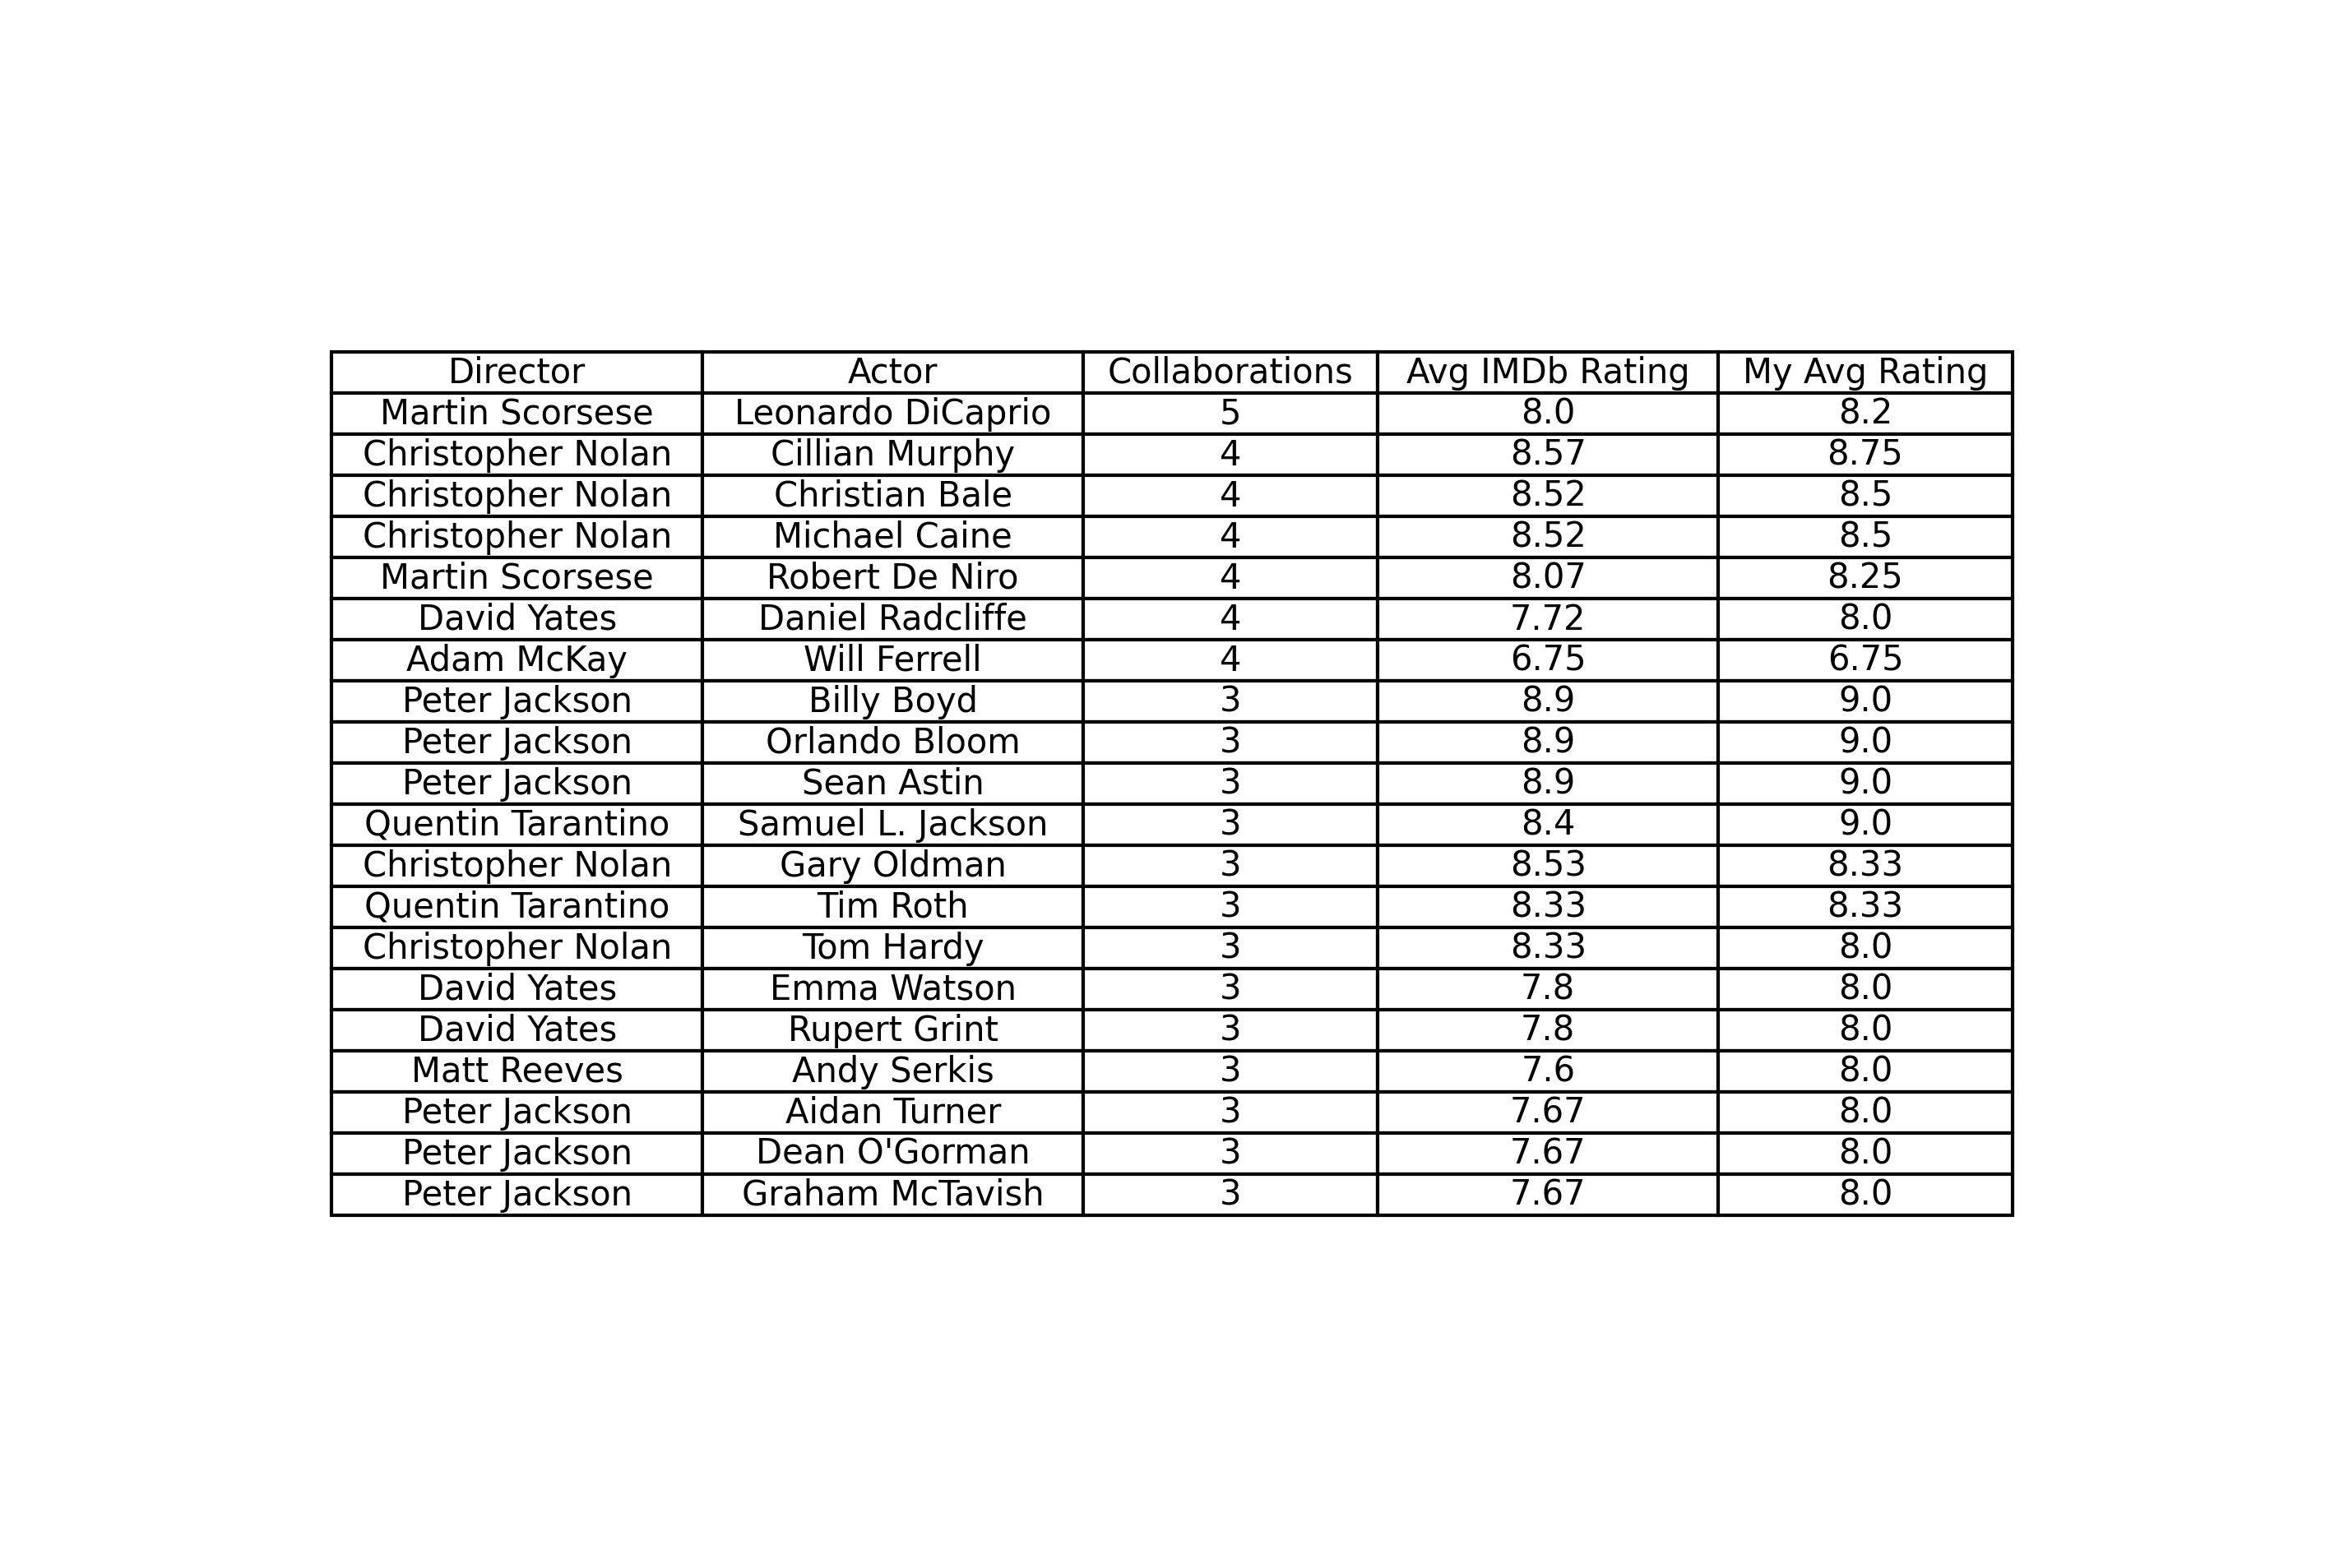 Director Actor Collaborations Avg IMDb Rating My Avg Rating
Martin Scorsese Leonardo DiCaprio 5 8.0 8.2
Christopher Nolan Cillian Murphy 4 8.57 8.75
Christopher Nolan Christian Bale 4 8.52 8.5
Christopher Nolan Michael Caine 4 8.52 8.5
Martin Scorsese Robert De Niro 4 8.07 8.25
David Yates Daniel Radcliffe 4 7.72 8.0
Adam McKay Will Ferrell 4 6.75 6.75
Peter Jackson Billy Boyd 3 8.9 9.0
Peter Jackson Orlando Bloom 3 8.9 9.0
Peter Jackson Sean Astin 3 8.9 9.0
Quentin Tarantino Samuel L. Jackson 3 8.4 9.0
Christopher Nolan Gary Oldman 3 8.53 8.33
Quentin Tarantino Tim Roth 3 8.33 8.33
Christopher Nolan Tom Hardy 3 8.33 8.0
David Yates Emma Watson 3 7.8 8.0
David Yates Rupert Grint 3 7.8 8.0
Matt Reeves Andy Serkis 3 7.6 8.0
Peter Jackson Aidan Turner 3 7.67 8.0
Peter Jackson Dean O'Gorman 3 7.67 8.0
Peter Jackson Graham McTavish 3 7.67 8.0